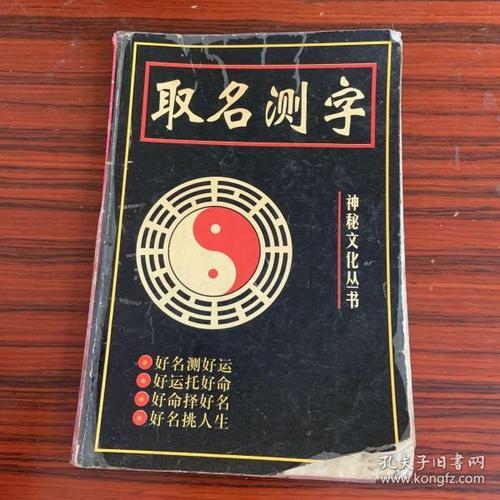 取名测字
神秘文化丛书
好名测好运
好运托好命
好命择好名
好名挑人生
孔夫子旧书网
kongfz.com